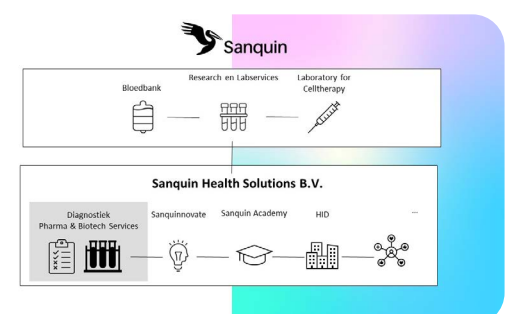 Sanquin
Research en Labservices
Laboratory for
Celltherapy
Bloedbank
Sanquin Health Solutions B.V.
Diagnostiek
Pharma & Biotech Services
Sanquinnovate
Sanquin Academy
HID
...